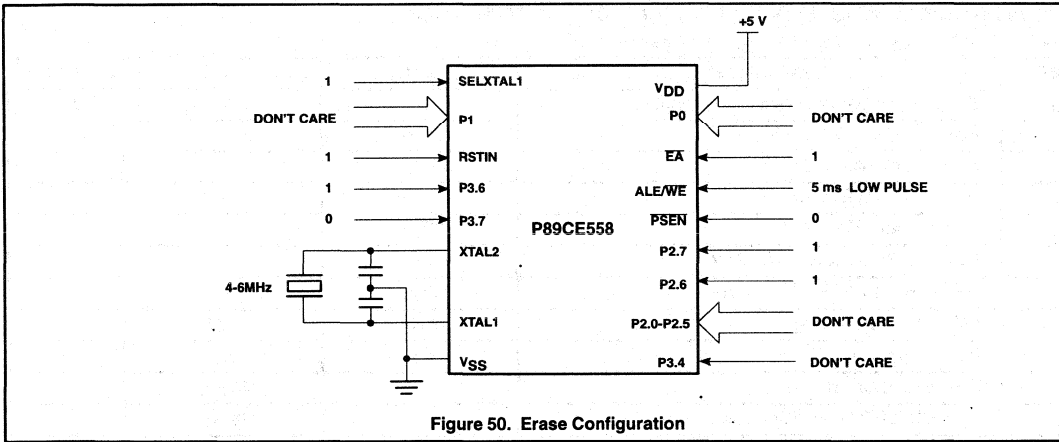 +5 V
1
SELXTAL1
VDD
DON'T CARE
P1
P0
DON'T CARE
1
RSTIN
EA
1
1
P3.6
ALE/WE
5 ms LOW PULSE
0
P3.7
PSEN
0
P89CE558
XTAL2
P2.7
1
4-6MHz
P2.6
1
XTAL1
P2.0-P2.5
DON'T CARE
VSS
P3.4
DON'T CARE
Figure 50. Erase Configuration